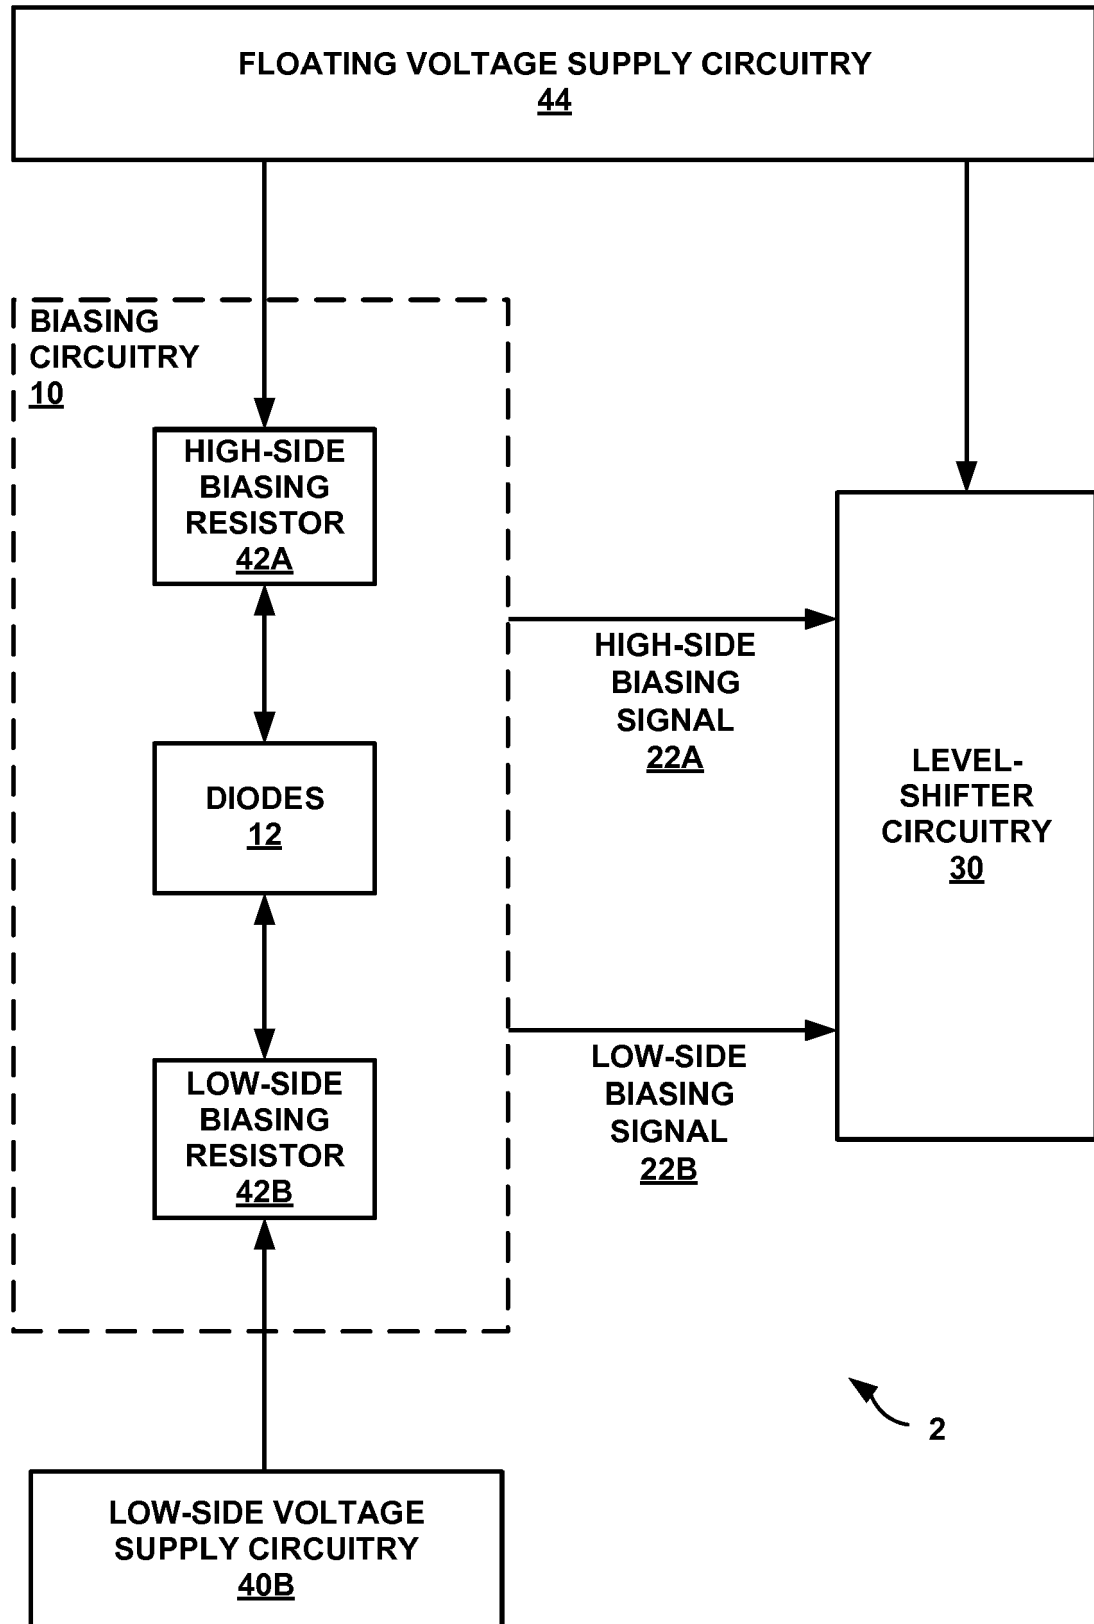 FLOATING VOLTAGE SUPPLY CIRCUITRY
44
BIASING
CIRCUITRY
10
HIGH-SIDE
BIASING
RESISTOR
42A
HIGH-SIDE
BIASING
SIGNAL
22A
DIODES
12
LEVEL-
SHIFTER
CIRCUITRY
30
LOW-SIDE
BIASING
RESISTOR
42B
LOW-SIDE
BIASING
SIGNAL
22B
2
LOW-SIDE VOLTAGE
SUPPLY CIRCUITRY
40B